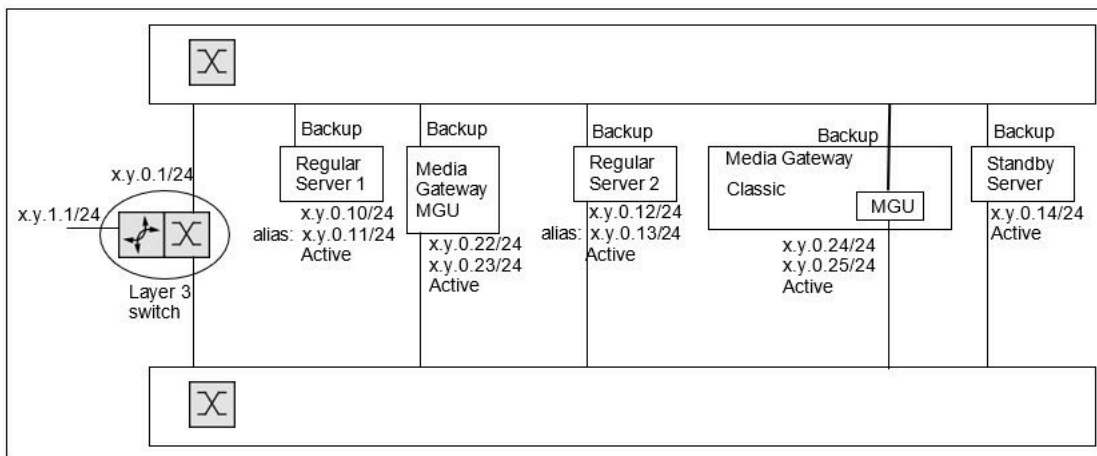 Backup
Regular
Server 1
x.y.0.10/24
alias: x.y.0.11/24
Active
Backup
Media
Gateway
MGU
x.y.0.22/24
x.y.0.23/24
Active
Backup
Regular
Server 2
x.y.0.12/24
alias: x.y.0.13/24
Active
Backup
Media Gateway
Classic
MGU
x.y.0.24/24
x.y.0.25/24
Active
Backup
Standby
Server
x.y.0.14/24
Active
x.y.0.1/24
x.y.1.1/24
Layer 3
switch